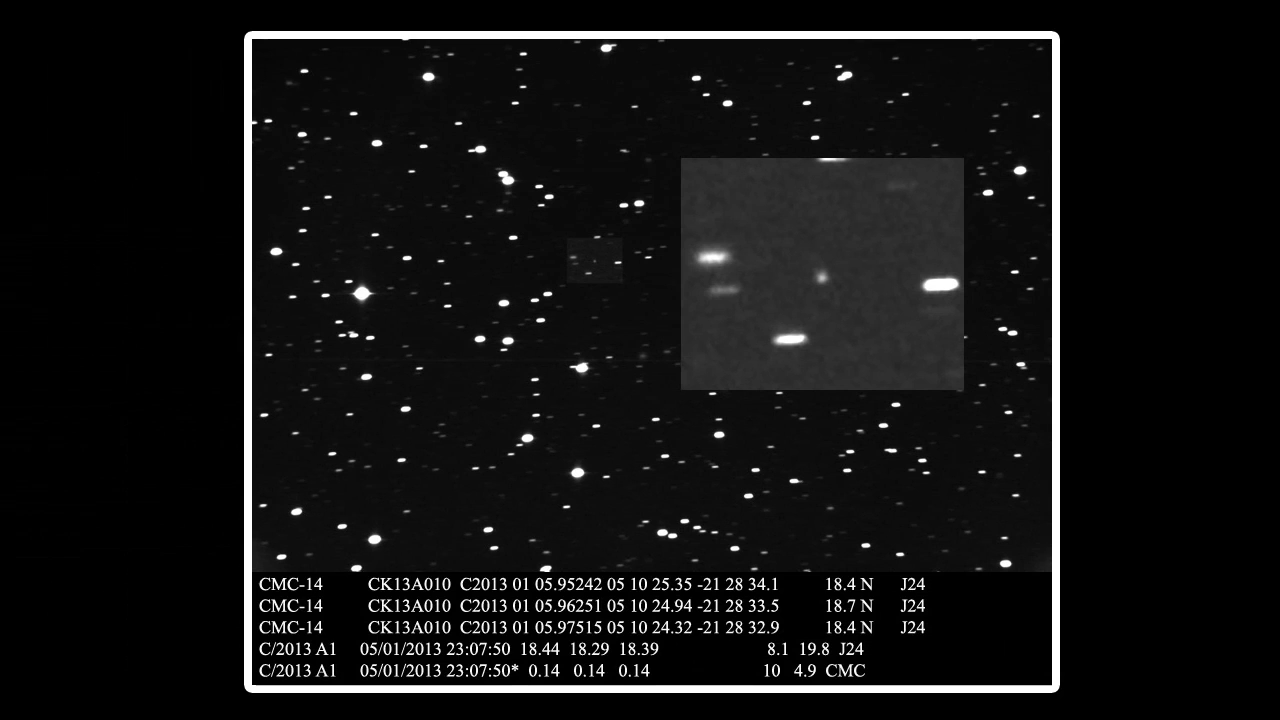 CMC-14 CK13A010 C2013 01 05.95242 05 10 25.35 -21 28 34.1 18.4 N J24
CMC-14 CK13A010 C2013 01 05.96251 05 10 24.94 -21 28 33.5 18.7 N J24
CMC-14 CK13A010 C2013 01 05.97515 05 10 24.32 -21 28 32.9 18.4 N J24
C/2013 A1 05/01/2013 23:07:50 18.44 18.29 18.39 8.1 19.8 J24
C/2013 A1 05/01/2013 23:07:50* 0.14 0.14 0.14 10 4.9 CMC